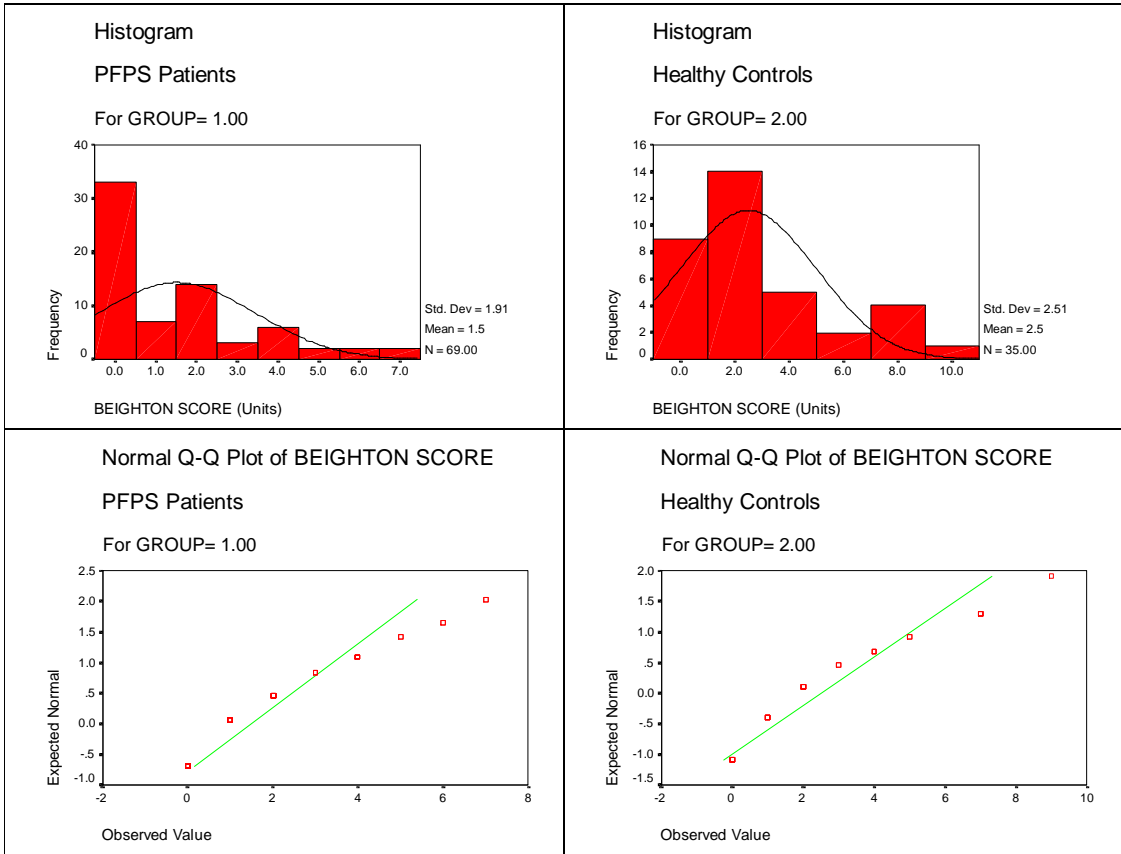 Histogram
PFPS Patients
For GROUP= 1.00
40
30
20
10
0
Frequency
0.0 1.0 2.0 3.0 4.0 5.0 6.0 7.0
Std. Dev = 1.91
Mean = 1.5
N = 69.00
BEIGHTON SCORE (Units)
Histogram
Healthy Controls
For GROUP= 2.00
16
14
12
10
8
6
4
2
0
Frequency
0.0 2.0 4.0 6.0 8.0 10.0
Std. Dev = 2.51
Mean = 2.5
N = 35.00
BEIGHTON SCORE (Units)
Normal Q-Q Plot of BEIGHTON SCORE
PFPS Patients
For GROUP= 1.00
2.5
2.0
1.5
1.0
.5
0.0
-.5
-1.0
Expected Normal
-2 0 2 4 6 8
Observed Value
Normal Q-Q Plot of BEIGHTON SCORE
Healthy Controls
For GROUP= 2.00
2.0
1.5
1.0
.5
0.0
-.5
-1.0
-1.5
Expected Normal
-2 0 2 4 6 8 10
Observed Value